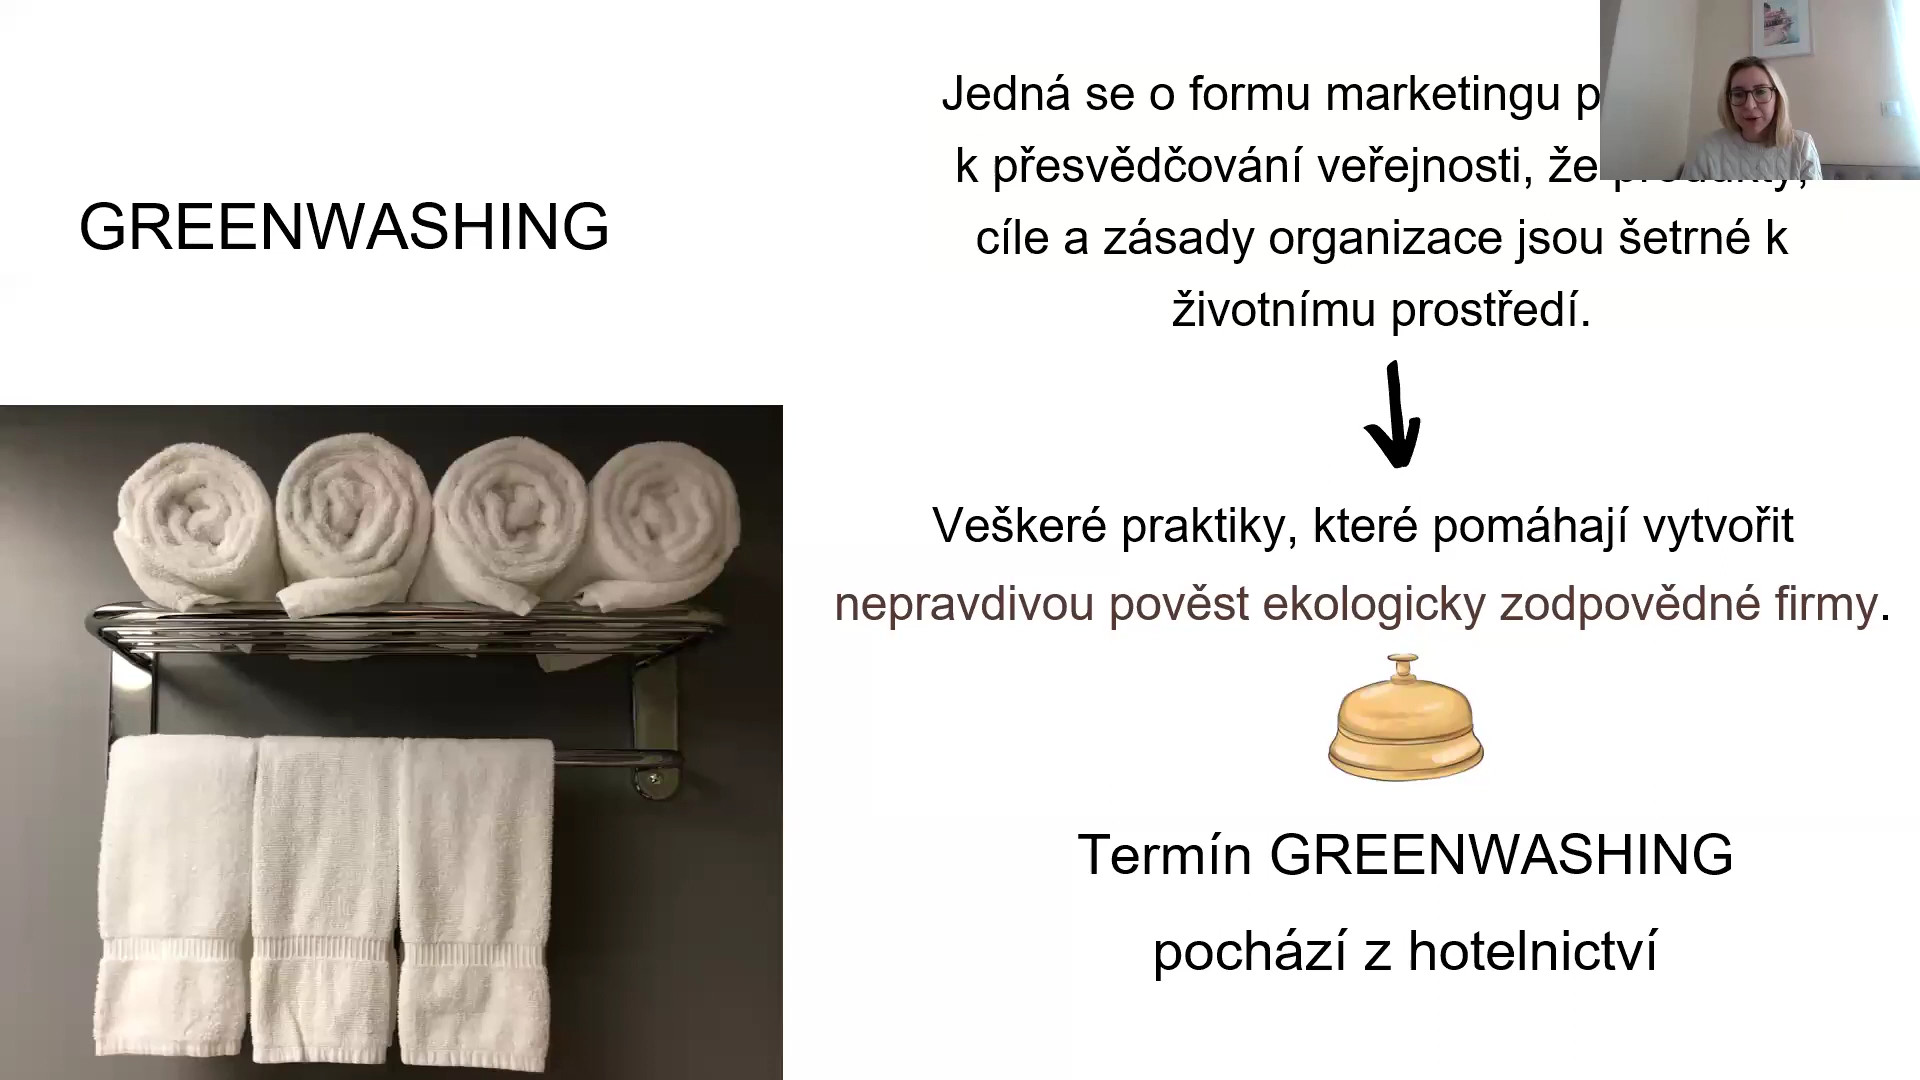 GREENWASHING
Jedná se o formu marketingu
k přesvědčování veřejnosti, že
cíle a zásady organizace jsou šetrné k
životnímu prostředí.
Veškeré praktiky, které pomáhají vytvořit
nepravdivou pověst ekologicky zodpovědné firmy.
Termín GREENWASHING
pochází z hotelnictví